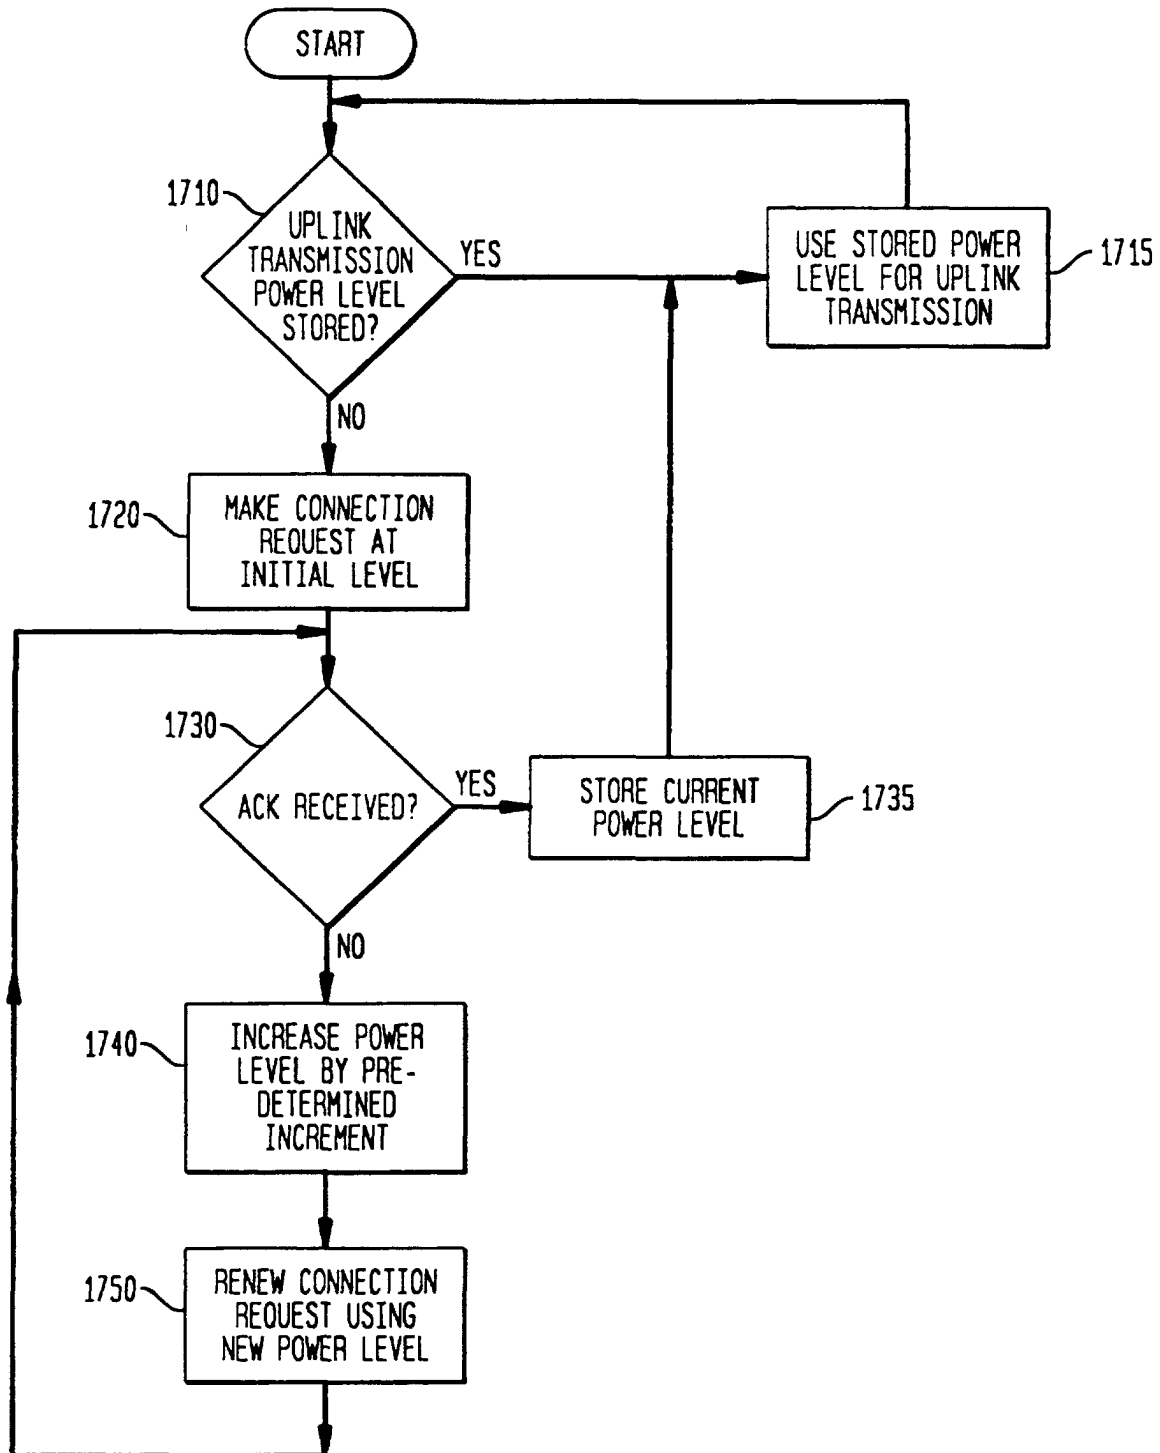 START
1710
UPLINK
TRANSMISSION
POWER LEVEL
STORED?
YES
USE STORED POWER
LEVEL FOR UPLINK
TRANSMISSION
1715
NO
1720
MAKE CONNECTION
REQUEST AT
INITIAL LEVEL
1730
ACK RECEIVED?
YES
STORE CURRENT
POWER LEVEL
1735
NO
1740
INCREASE POWER
LEVEL BY PRE-
DETERMINED
INCREMENT
1750
RENEW CONNECTION
REQUEST USING
NEW POWER LEVEL